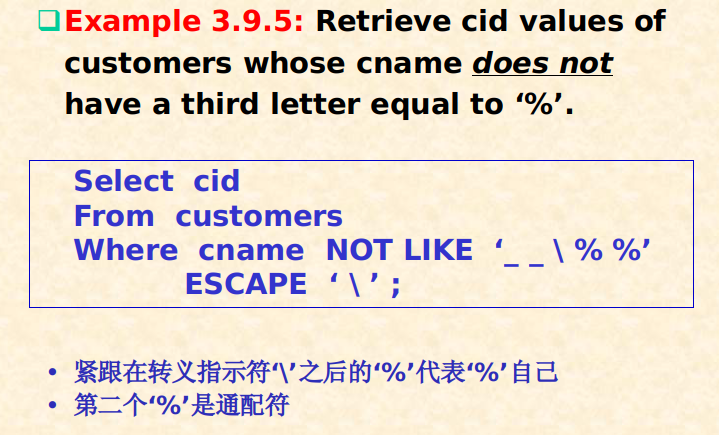 ❑Example 3.9.5: Retrieve cid values of
customers whose cname does not
have a third letter equal to ‘%’.
Select cid
From customers
Where cname NOT LIKE ‘_ _ \ % %’
ESCAPE ‘ \ ’ ;
• 紧跟在转义指示符‘\’之后的‘%’代表‘%’自己
• 第二个‘%’是通配符